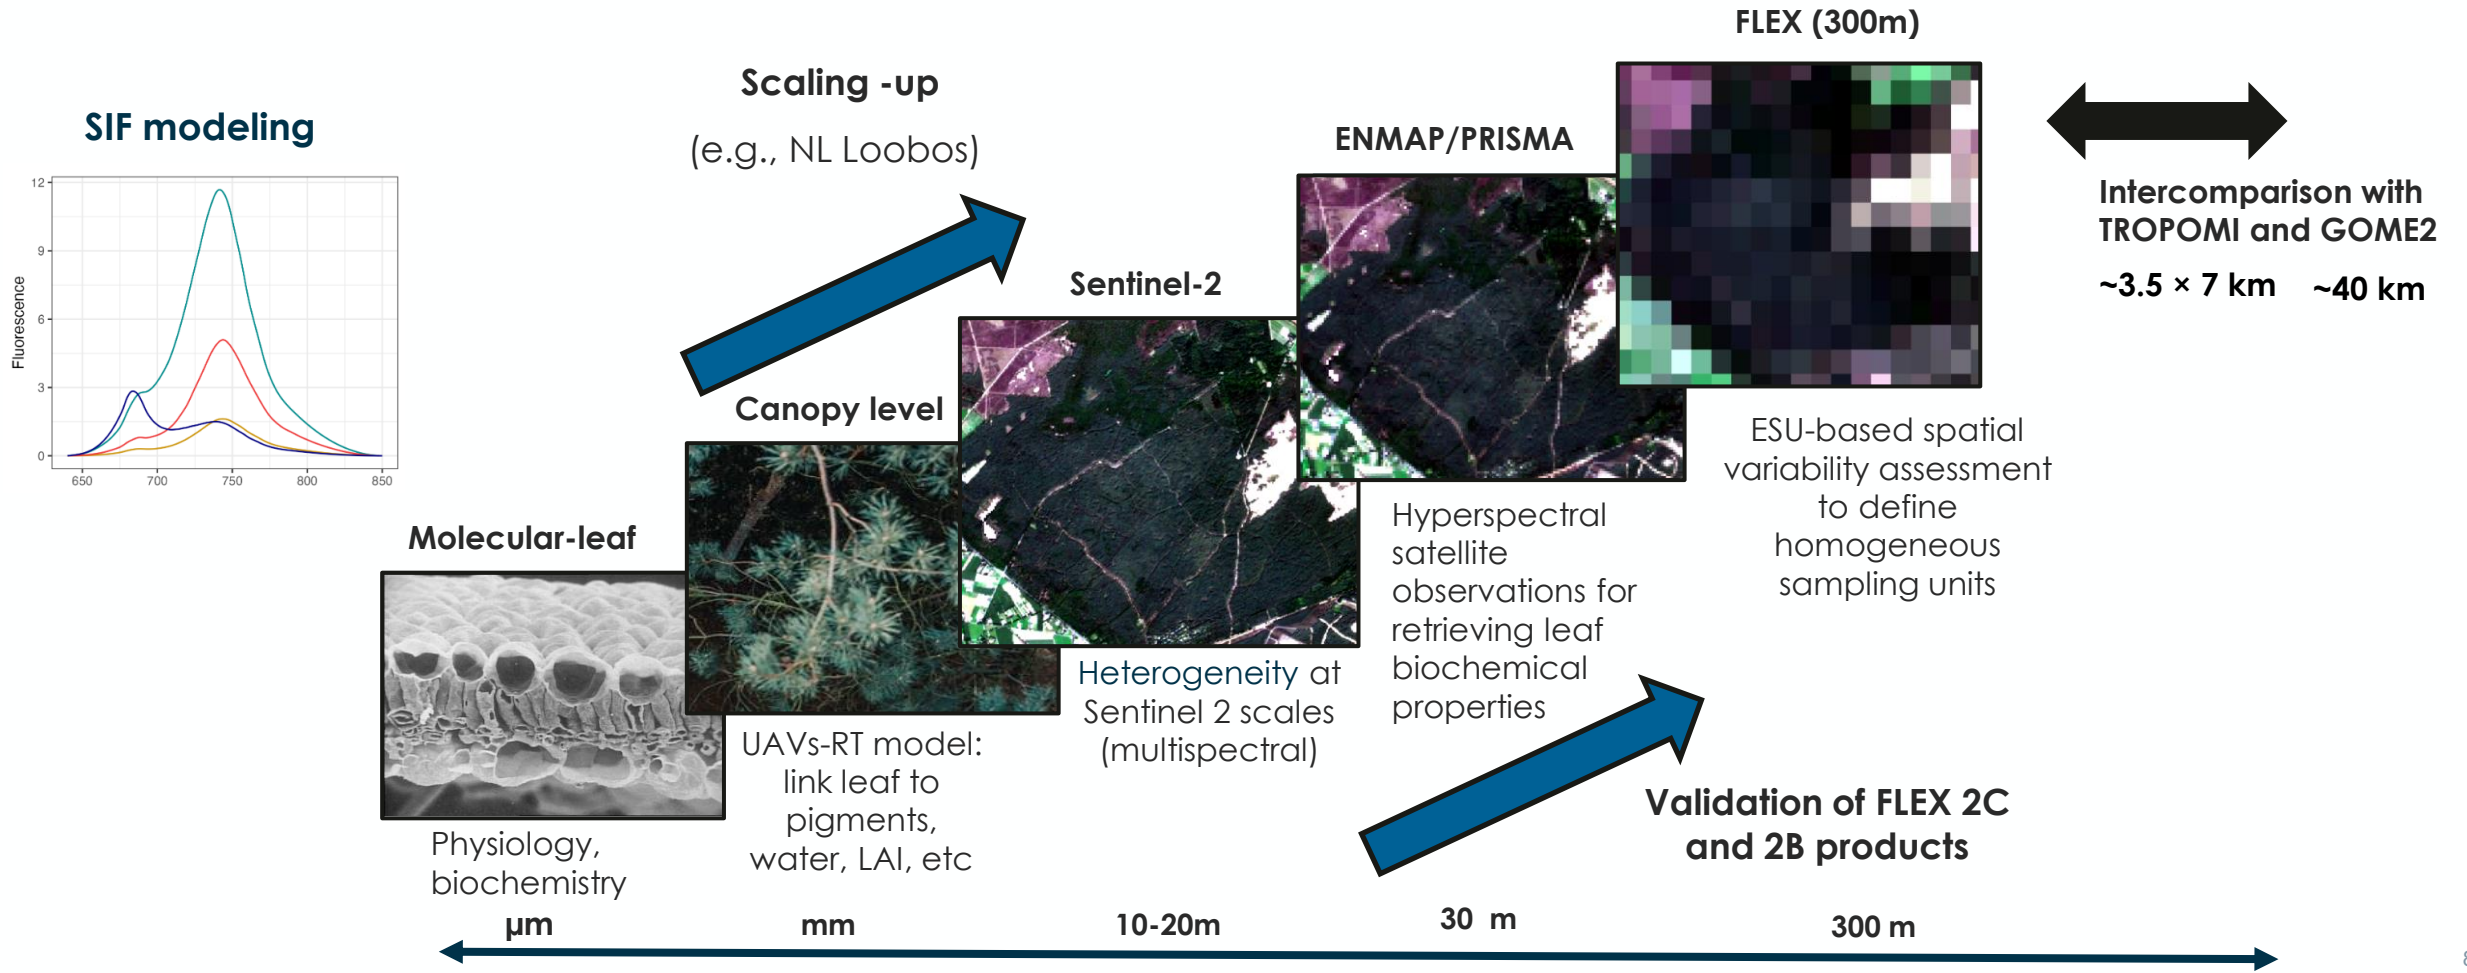 FLEX (300m)
Scaling -up
(e.g., NL Loobos)
SIF modeling
ENMAP/PRISMA
Intercomparison with
TROPOMI and GOME2
~3.5 × 7 km ~40 km
12
9
6
3
0
Fluorescence
650 700 750 800 850
Sentinel-2
Canopy level
Molecular-leaf
ESU-based spatial
variability assessment
to define
homogeneous
sampling units
Hyperspectral
satellite
observations for
retrieving leaf
biochemical
properties
Heterogeneity at
Sentinel 2 scales
(multispectral)
UAVs-RT model:
link leaf to
pigments,
water, LAI, etc
Physiology,
biochemistry
Validation of FLEX 2C
and 2B products
µm mm 10-20m 30 m 300 m